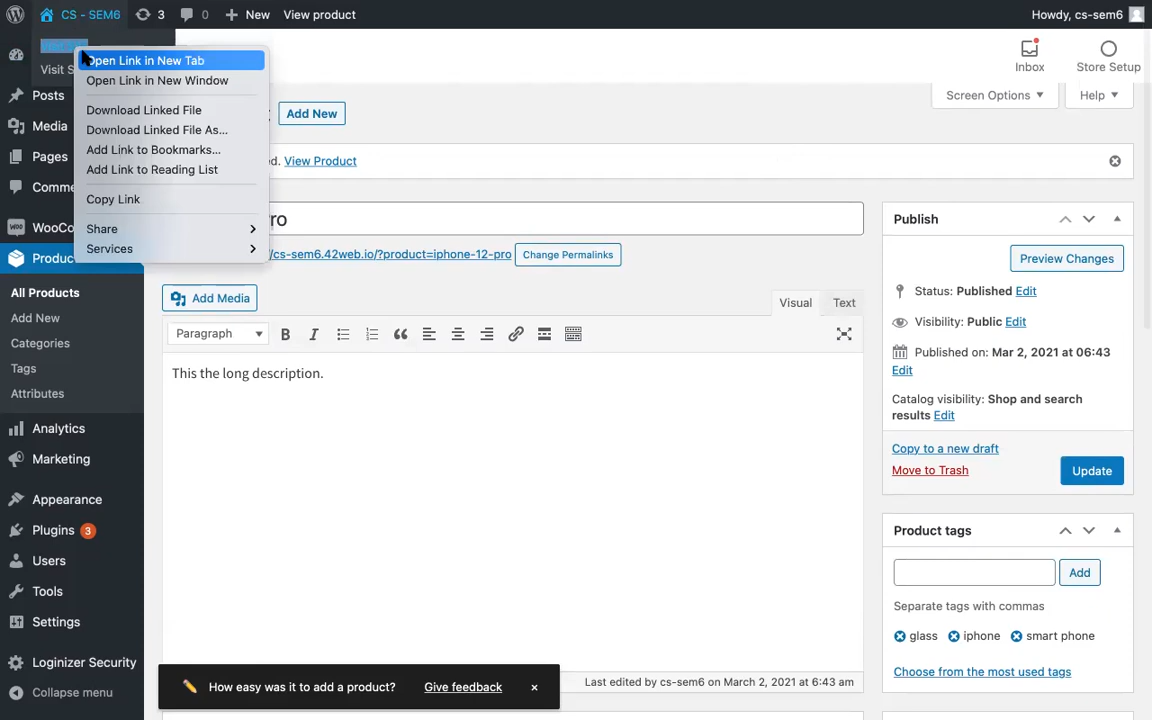 CS - SEM6
3
0
New
View product
Howdy, cs-sem6
Visit S
Open Link in New Tab
Open Link in New Window
Download Linked File
Download Linked File As...
Add Link to Bookmarks...
Add Link to Reading List
Copy Link
Share
Services
Inbox
Store Setup
Screen Options
Help
Add New
d. View Product
ro
/cs-sem6.42web.io/?product=iphone-12-pro
Change Permalinks
Add Media
Visual
Text
Paragraph
This the long description.
Last edited by cs-sem6 on March 2, 2021 at 6:43 am
Posts
Media
Pages
Comme
WooCo
WOO
Produc
All Products
Add New
Categories
Tags
Attributes
Analytics
Marketing
Appearance
Plugins 3
Users
Tools
Settings
Loginizer Security
Collapse menu
Publish
Preview Changes
Status: Published Edit
Visibility: Public Edit
Published on: Mar 2, 2021 at 06:43
Edit
Catalog visibility: Shop and search
results Edit
Copy to a new draft
Move to Trash
Update
Product tags
Add
Separate tags with commas
glass
iphone
smart phone
Choose from the most used tags
How easy was it to add a product?
Give feedback